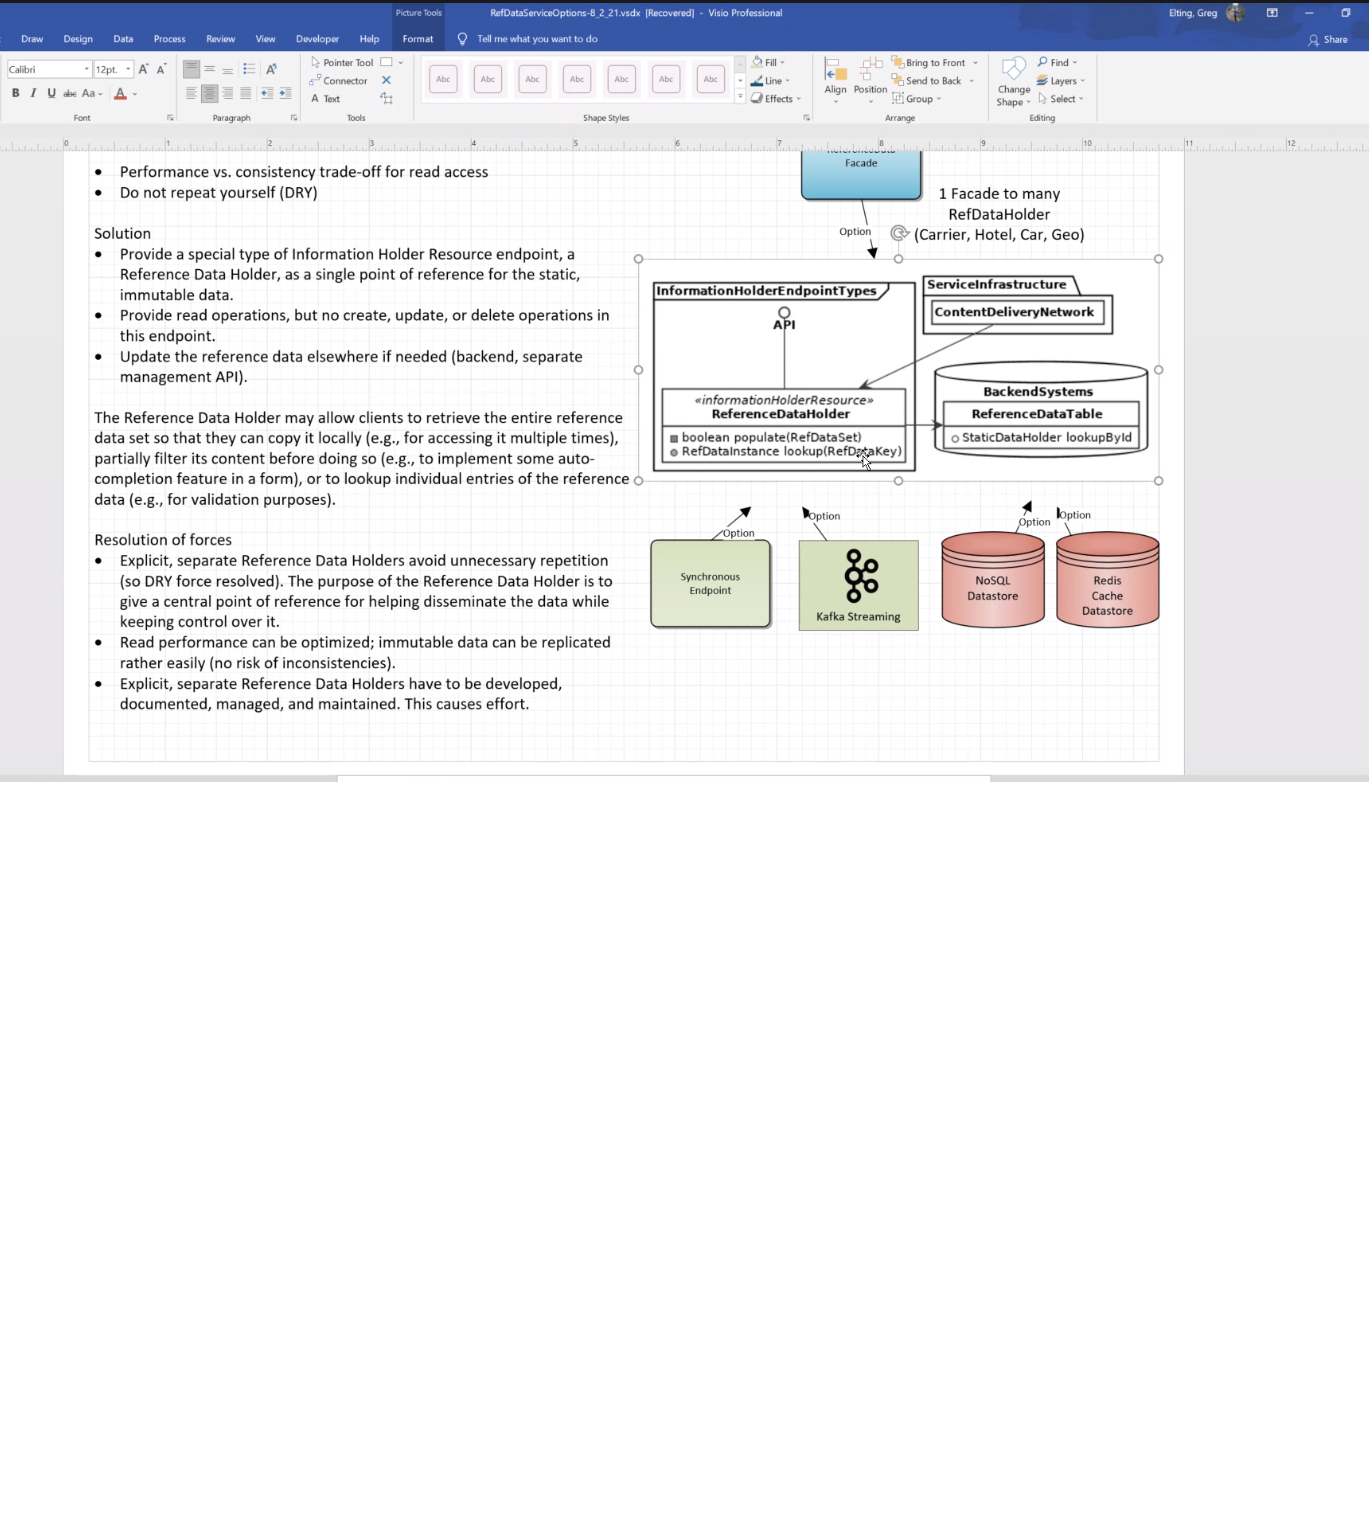 Picture Tools
RefDataServiceOptions-8_2_21.vsdx [Recovered] - Visio Professional
Elting, Greg
Draw Design Data Process Review View Developer Help Format Tell me what you want to do
Share
Calibri 12pt.
B I U abc Aa A
Font
Paragraph
Pointer Tool
Connector
A Text
Tools
Abc Abc Abc Abc Abc Abc Abc
Shape Styles
Fill
Line
Effects
Align Position
Bring to Front
Send to Back
Group
Arrange
Change
Shape
Find
Layers
Select
Editing
0 1 2 3 4 5 6 7 8 9 10 11 12
• Performance vs. consistency trade-off for read access
• Do not repeat yourself (DRY)
Solution
• Provide a special type of Information Holder Resource endpoint, a
Reference Data Holder, as a single point of reference for the static,
immutable data.
• Provide read operations, but no create, update, or delete operations in
this endpoint.
• Update the reference data elsewhere if needed (backend, separate
management API).
The Reference Data Holder may allow clients to retrieve the entire reference
data set so that they can copy it locally (e.g., for accessing it multiple times),
partially filter its content before doing so (e.g., to implement some auto-
completion feature in a form), or to lookup individual entries of the reference
data (e.g., for validation purposes).
Resolution of forces
• Explicit, separate Reference Data Holders avoid unnecessary repetition
(so DRY force resolved). The purpose of the Reference Data Holder is to
give a central point of reference for helping disseminate the data while
keeping control over it.
• Read performance can be optimized; immutable data can be replicated
rather easily (no risk of inconsistencies).
• Explicit, separate Reference Data Holders have to be developed,
documented, managed, and maintained. This causes effort.
Facade
1 Facade to many
RefDataHolder
(Carrier, Hotel, Car, Geo)
Option
InformationHolderEndpointTypes
API
«informationHolderResource»
ReferenceDataHolder
boolean populate(RefDataSet)
RefDataInstance lookup(RefDataKey)
ServiceInfrastructure
ContentDeliveryNetwork
BackendSystems
ReferenceDataTable
StaticDataHolder lookupById
Option
Option
Option
Option
Synchronous
Endpoint
Kafka Streaming
NoSQL
Datastore
Redis
Cache
Datastore